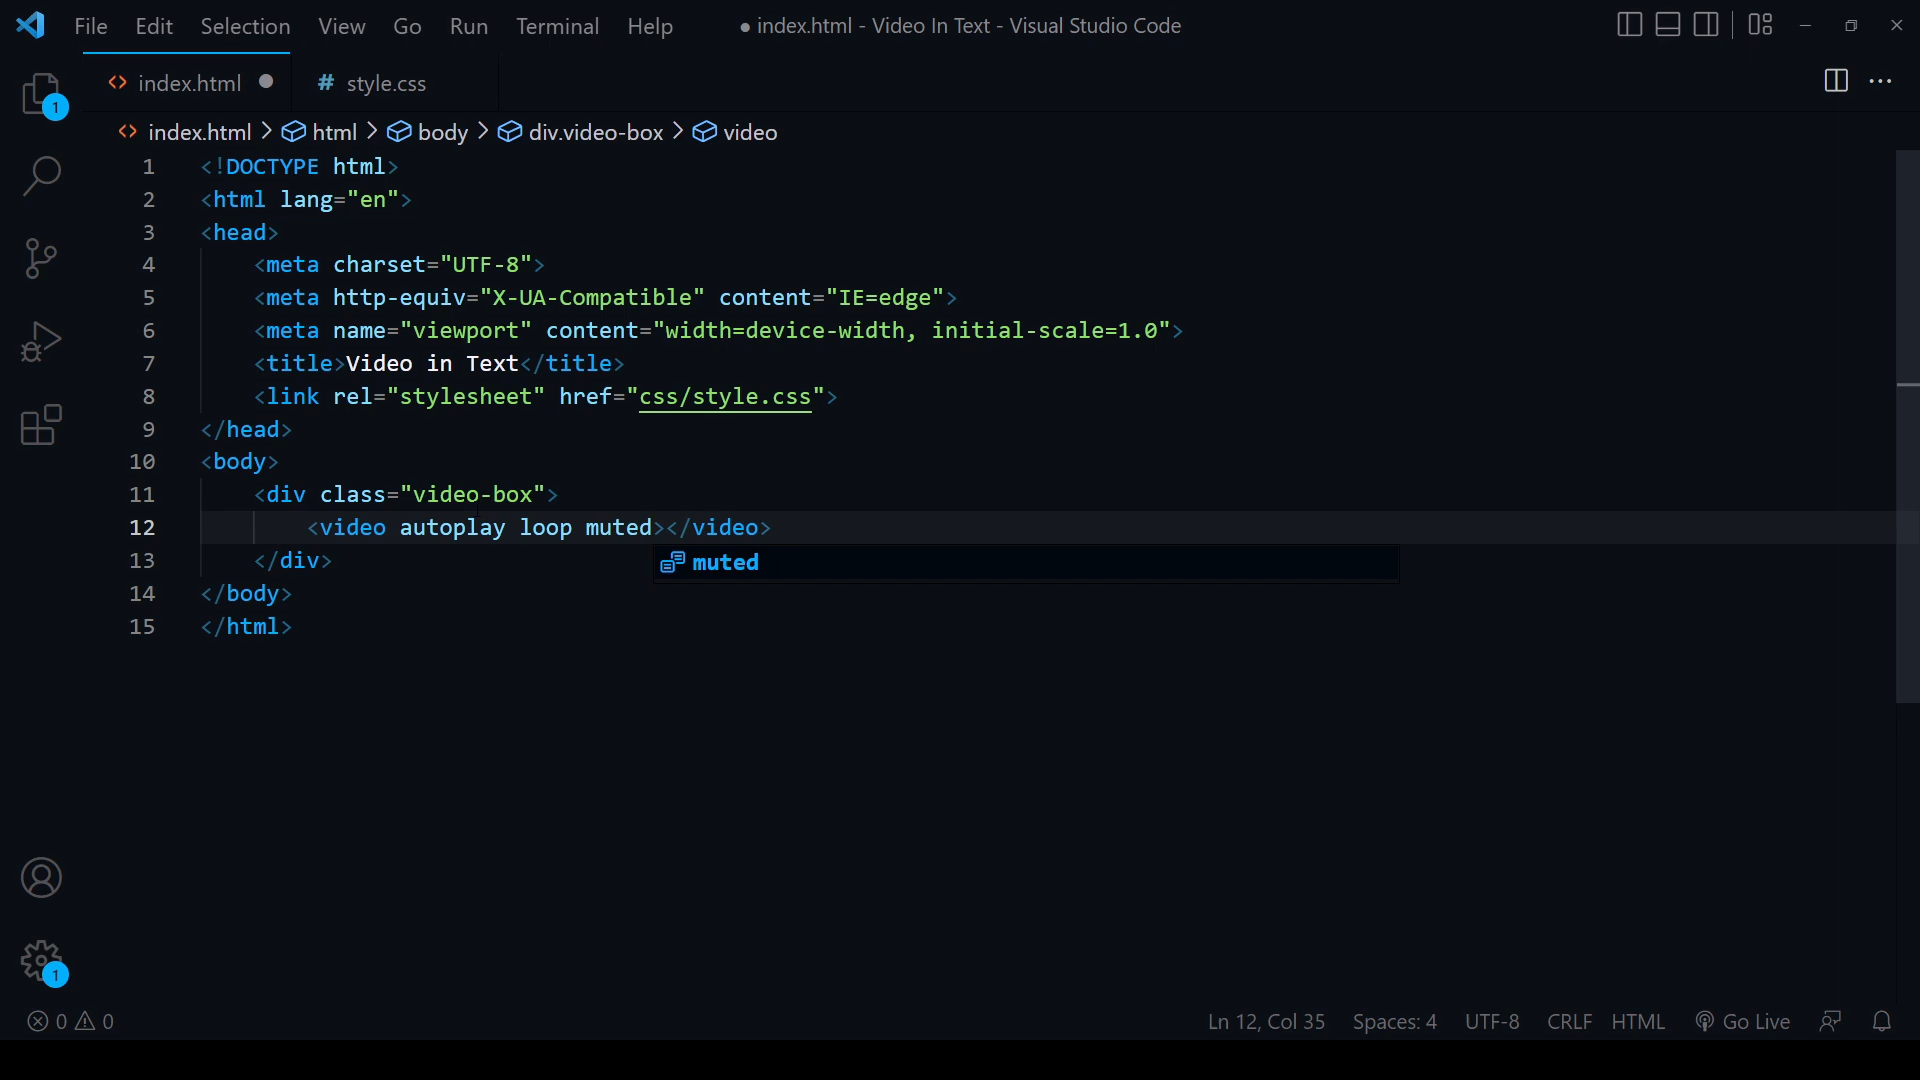 File Edit Selection View Go Run Terminal Help ● index.html - Video In Text - Visual Studio Code
<> index.html ● # style.css
1
<> index.html > html > body > div.video-box > video
1 <!DOCTYPE html>
2 <html lang="en">
3 <head>
4     <meta charset="UTF-8">
5     <meta http-equiv="X-UA-Compatible" content="IE=edge">
6     <meta name="viewport" content="width=device-width, initial-scale=1.0">
7     <title>Video in Text</title>
8     <link rel="stylesheet" href="css/style.css">
9 </head>
10 <body>
11     <div class="video-box">
12         <video autoplay loop muted></video>
13     </div>
muted
14 </body>
15 </html>
1
0 0 Ln 12, Col 35 Spaces: 4 UTF-8 CRLF HTML Go Live